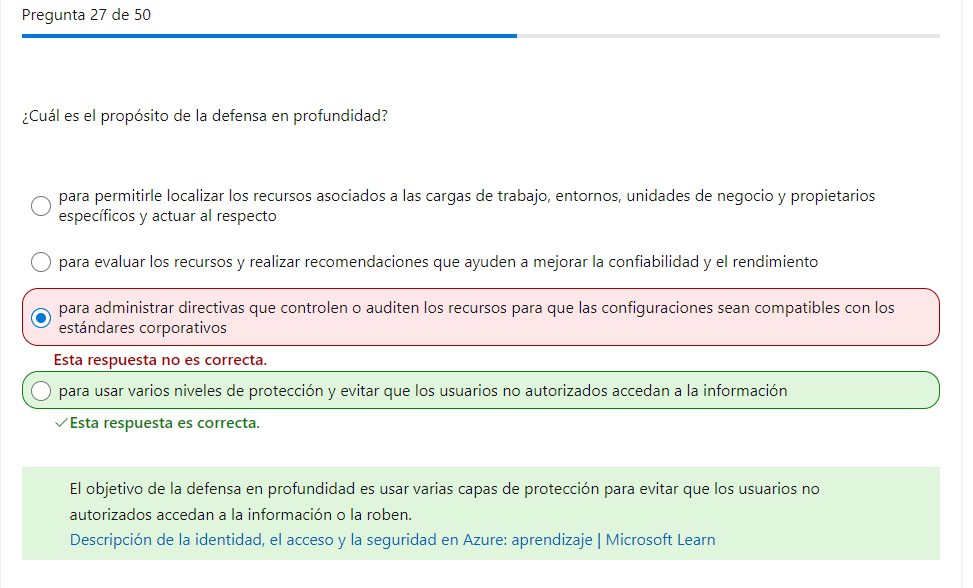 Pregunta 27 de 50
¿Cuál es el propósito de la defensa en profundidad?
para permitirle localizar los recursos asociados a las cargas de trabajo, entornos, unidades de negocio y propietarios
específicos y actuar al respecto
para evaluar los recursos y realizar recomendaciones que ayuden a mejorar la confiabilidad y el rendimiento
para administrar directivas que controlen o auditen los recursos para que las configuraciones sean compatibles con los
estándares corporativos
Esta respuesta no es correcta.
para usar varios niveles de protección y evitar que los usuarios no autorizados accedan a la información
Esta respuesta es correcta.
El objetivo de la defensa en profundidad es usar varias capas de protección para evitar que los usuarios no
autorizados accedan a la información o la roben.
Descripción de la identidad, el acceso y la seguridad en Azure: aprendizaje | Microsoft Learn